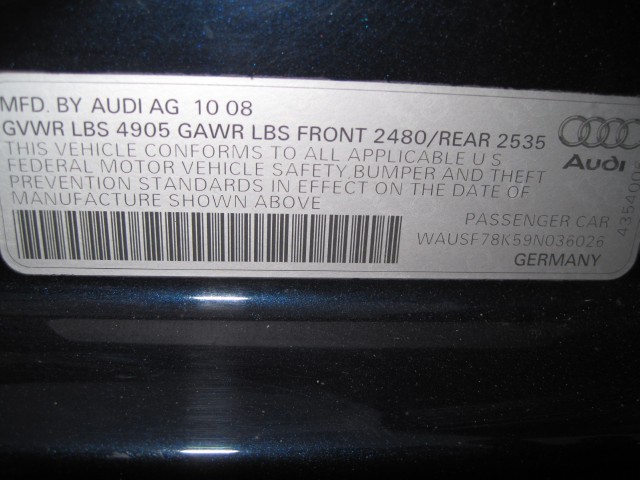 MFD. BY AUDI AG 10 08
GVWR LBS 4905 GAWR LBS FRONT 2480/REAR 2535
THIS VEHICLE CONFORMS TO ALL APPLICABLE U S
FEDERAL MOTOR VEHICLE SAFETY,BUMPER AND THEFT
PREVENTION STANDARDS IN EFFECT ON THE DATE OF
MANUFACTURE SHOWN ABOVE
Audi
PASSENGER CAR
WAUSF78K59N036026
GERMANY